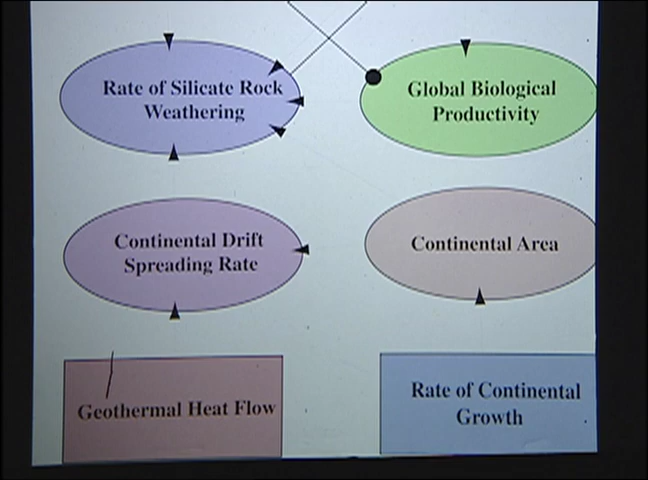 Rate of Silicate Rock
Weathering
Global Biological
Productivity
Continental Drift
Spreading Rate
Continental Area
Geothermal Heat Flow
Rate of Continental
Growth